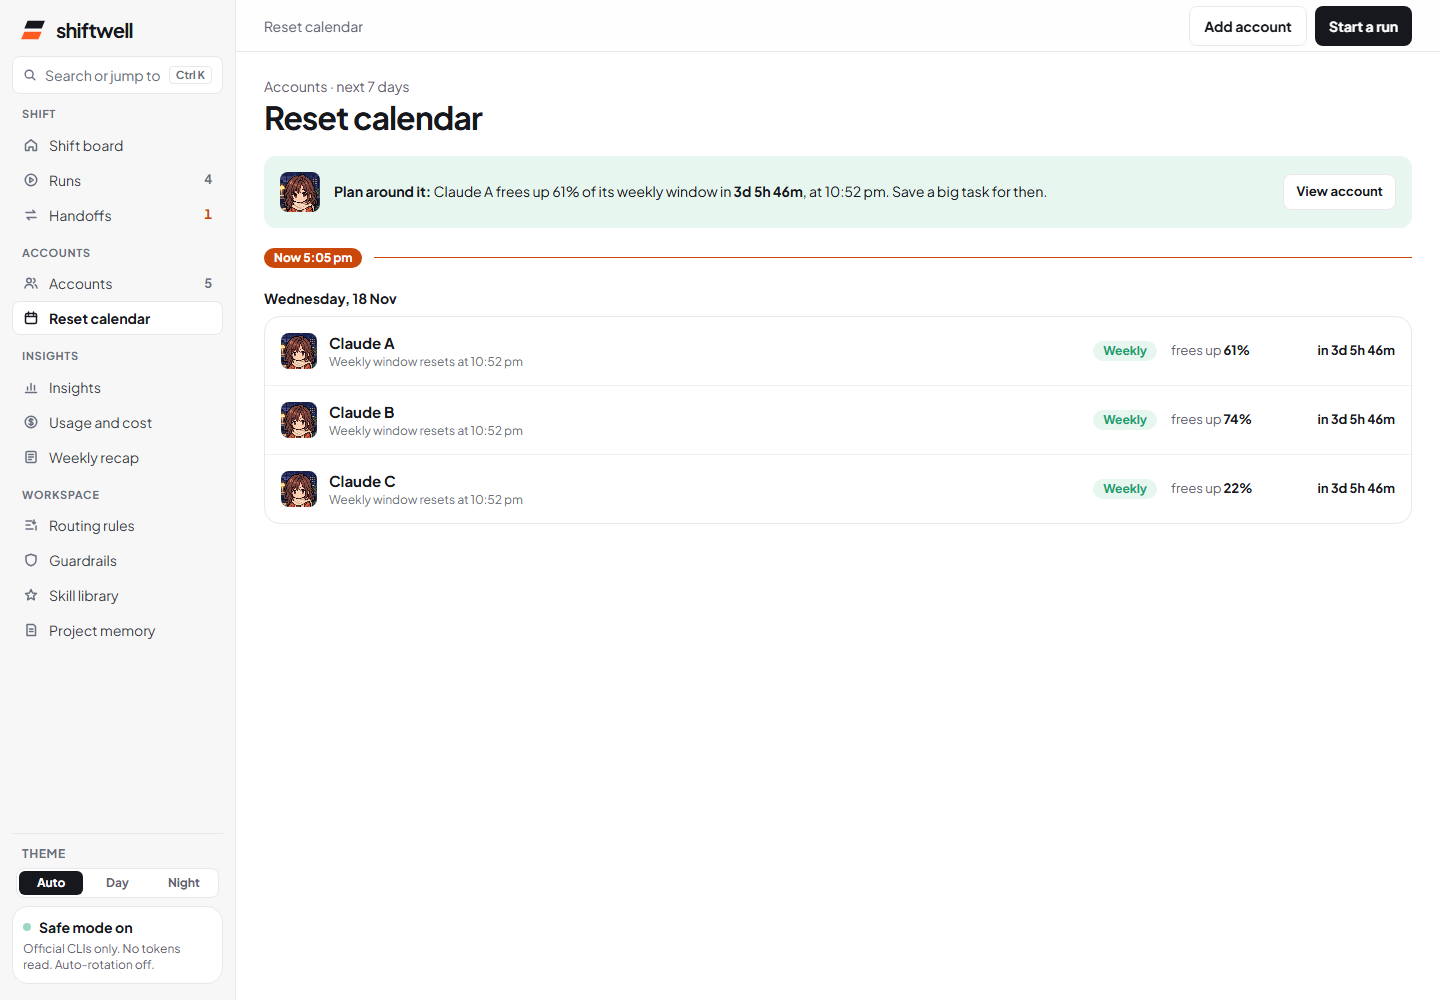 shiftwell
Search or jump to Ctrl K
SHIFT
Shift board
Runs 4
Handoffs 1
ACCOUNTS
Accounts 5
Reset calendar
INSIGHTS
Insights
Usage and cost
Weekly recap
WORKSPACE
Routing rules
Guardrails
Skill library
Project memory
THEME
Auto Day Night
Safe mode on
Official CLIs only. No tokens
read. Auto-rotation off.
Reset calendar Add account Start a run
Accounts · next 7 days
Reset calendar
Plan around it: Claude A frees up 61% of its weekly window in 3d 5h 46m, at 10:52 pm. Save a big task for then. View account
Now 5:05 pm
Wednesday, 18 Nov
Claude A
Weekly window resets at 10:52 pm
Weekly frees up 61% in 3d 5h 46m
Claude B
Weekly window resets at 10:52 pm
Weekly frees up 74% in 3d 5h 46m
Claude C
Weekly window resets at 10:52 pm
Weekly frees up 22% in 3d 5h 46m